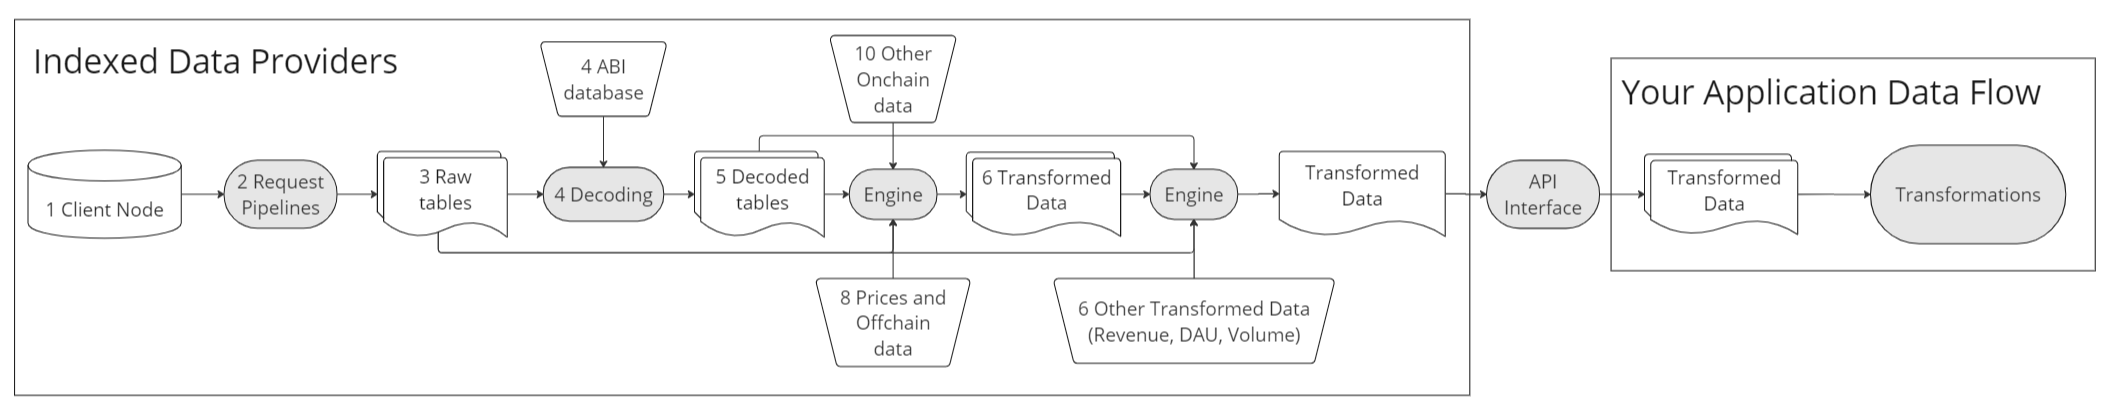 Indexed Data Providers
4 ABI
database
10 Other
Onchain
data
Your Application Data Flow
1 Client Node
2 Request
Pipelines
3 Raw
tables
4 Decoding
5 Decoded
tables
Engine
6 Transformed
Data
Engine
Transformed
Data
API
Interface
Transformed
Data
Transformations
8 Prices and
Offchain
data
6 Other Transformed Data
(Revenue, DAU, Volume)